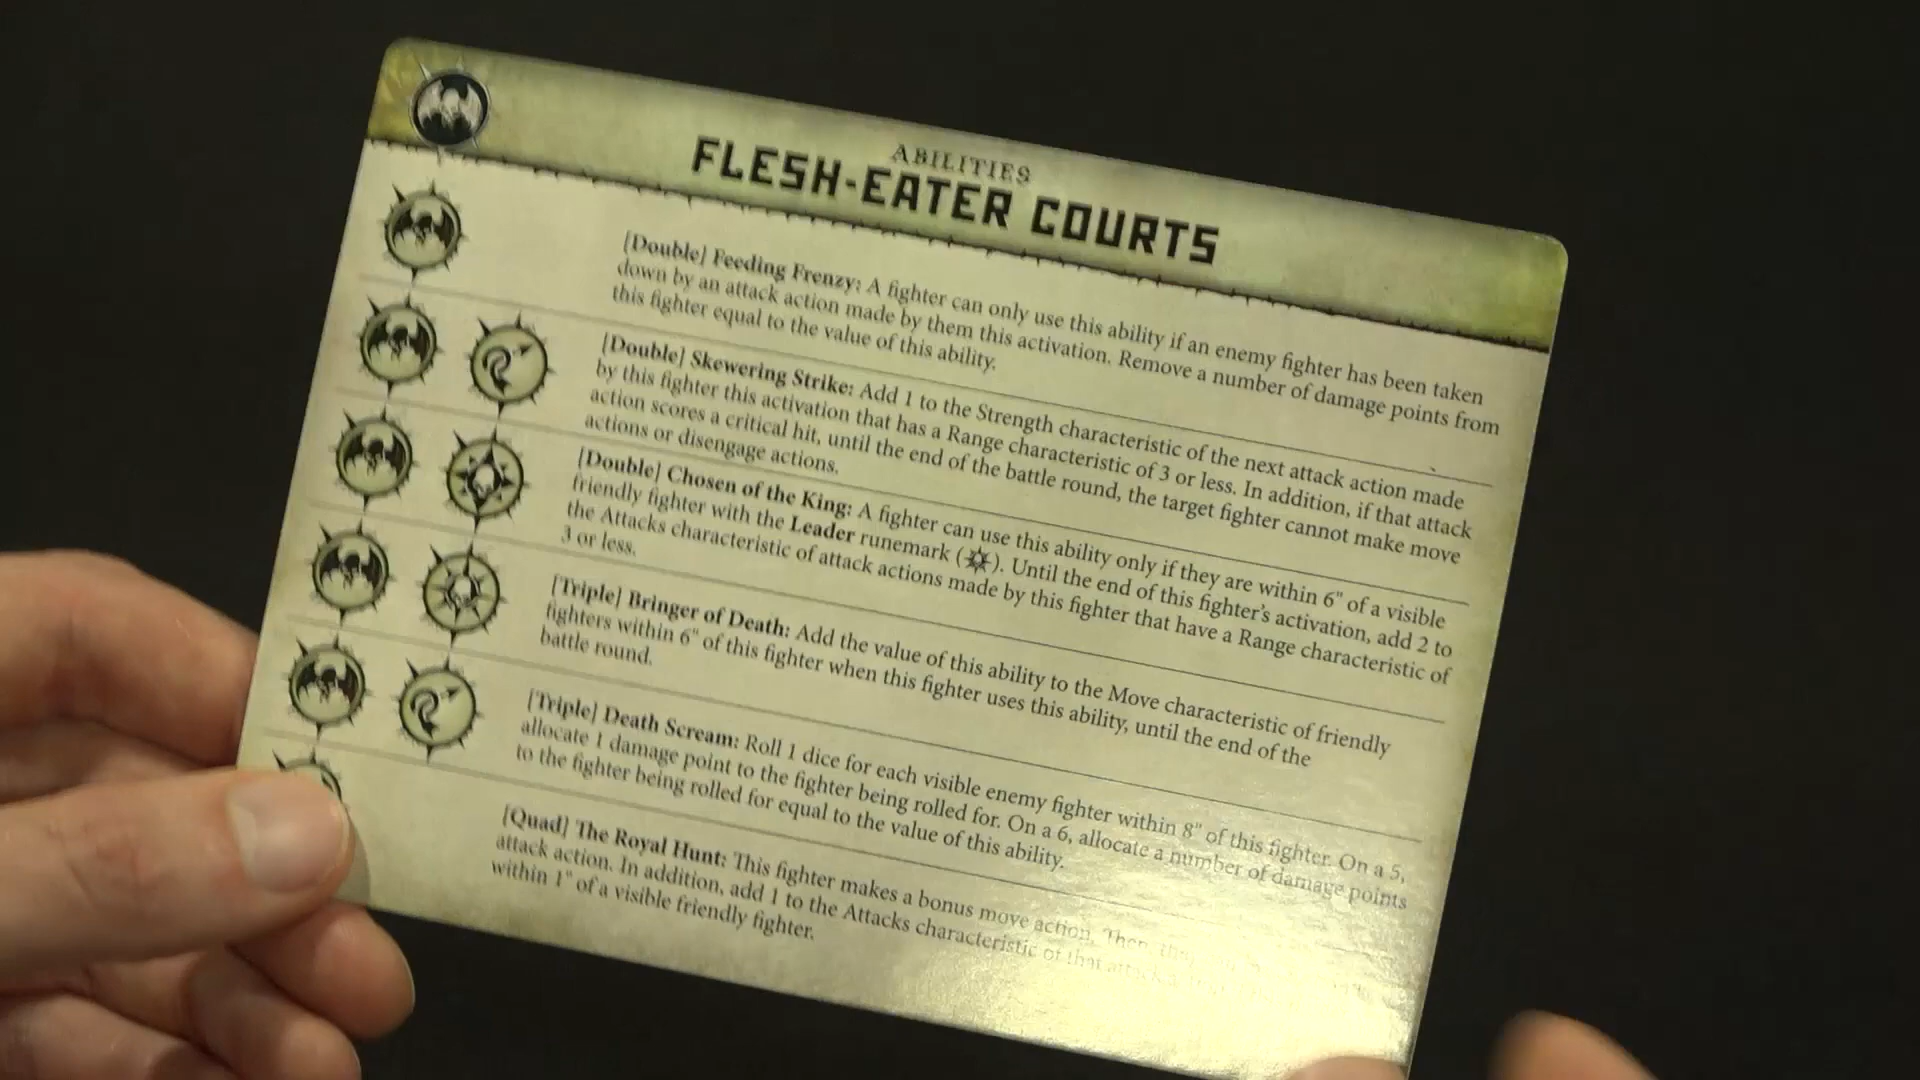 ABILITIES
FLESH-EATER COURTS
[Double] Feeding Frenzy: A fighter can only use this ability if an enemy fighter has been taken
down by an attack action made by them this activation. Remove a number of damage points from
this fighter equal to the value of this ability.
[Double] Skewering Strike: Add 1 to the Strength characteristic of the next attack action made
by this fighter this activation that has a Range characteristic of 3 or less. In addition, if that attack
action scores a critical hit, until the end of the battle round, the target fighter cannot make move
actions or disengage actions.
[Double] Chosen of the King: A fighter can use this ability only if they are within 6" of a visible
friendly fighter with the Leader runemark ( ). Until the end of this fighter's activation, add 2 to
the Attacks characteristic of attack actions made by this fighter that have a Range characteristic of
3 or less.
[Triple] Bringer of Death: Add the value of this ability to the Move characteristic of friendly
fighters within 6" of this fighter when this fighter uses this ability, until the end of the
battle round.
[Triple] Death Scream: Roll 1 dice for each visible enemy fighter within 8" of this fighter. On a 5,
allocate 1 damage point to the fighter being rolled for. On a 6, allocate a number of damage points
to the fighter being rolled for equal to the value of this ability.
[Quad] The Royal Hunt: This fighter makes a bonus move action. Then, they
attack action. In addition, add 1 to the Attacks characteristic of that attack
within 1" of a visible friendly fighter.